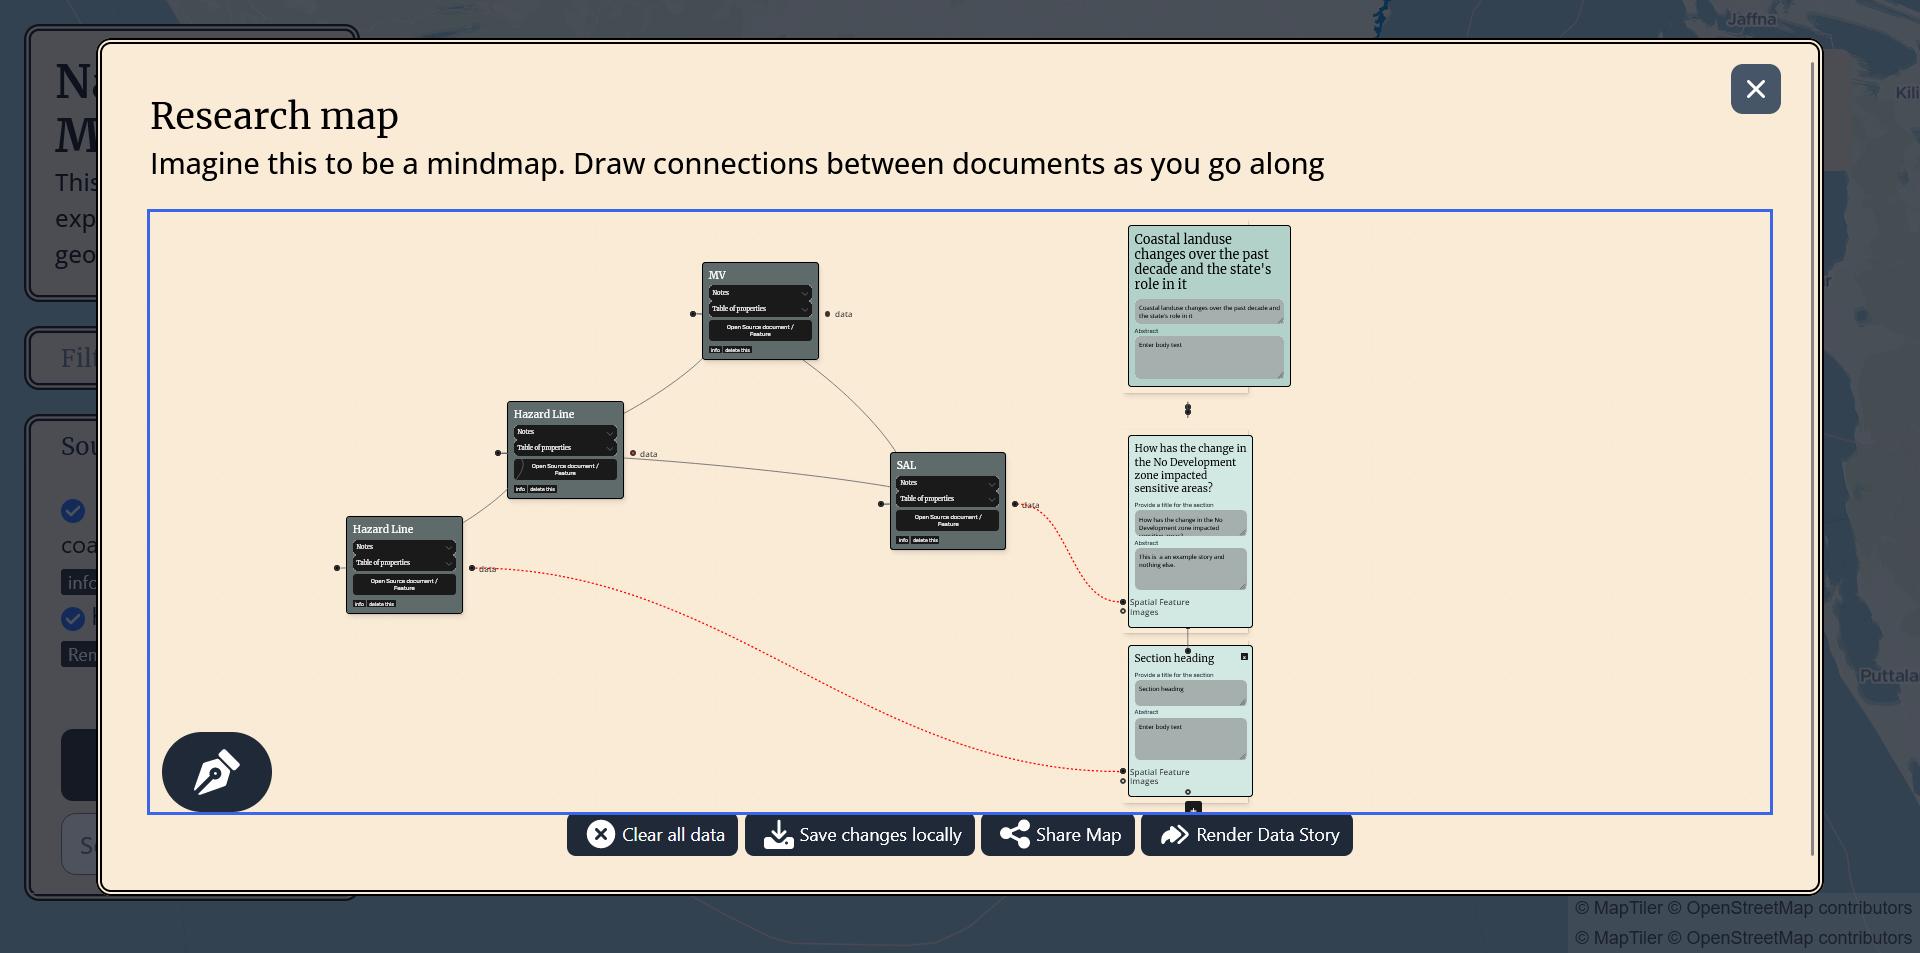 Jaffna
Kili
Na
M
This
exp
geo
Filt
Sou
coa
info
Ren
Se
Puttala
Research map
Imagine this to be a mindmap. Draw connections between documents as you go along
MV
Notes
Table of properties
Open Source document /
Feature
info
delete this
data
Hazard Line
Notes
Table of properties
Open Source document /
Feature
info
delete this
data
Hazard Line
Notes
Table of properties
Open Source document /
Feature
info
delete this
data
SAL
Notes
Table of properties
Open Source document /
Feature
info
delete this
data
Coastal landuse
changes over the past
decade and the state's
role in it
Coastal landuse changes over the past decade and
the state's role in it
Abstract
Enter body text
How has the change in
the No Development
zone impacted
sensitive areas?
Provide a title for the section
How has the change in the No
Development zone impacted
sensitive areas?
Abstract
This is a an example story and
nothing else.
Spatial Feature
Images
Section heading
x
Provide a title for the section
Section heading
Abstract
Enter body text
Spatial Feature
Images
+
Clear all data
Save changes locally
Share Map
Render Data Story
© MapTiler © OpenStreetMap contributors
© MapTiler © OpenStreetMap contributors